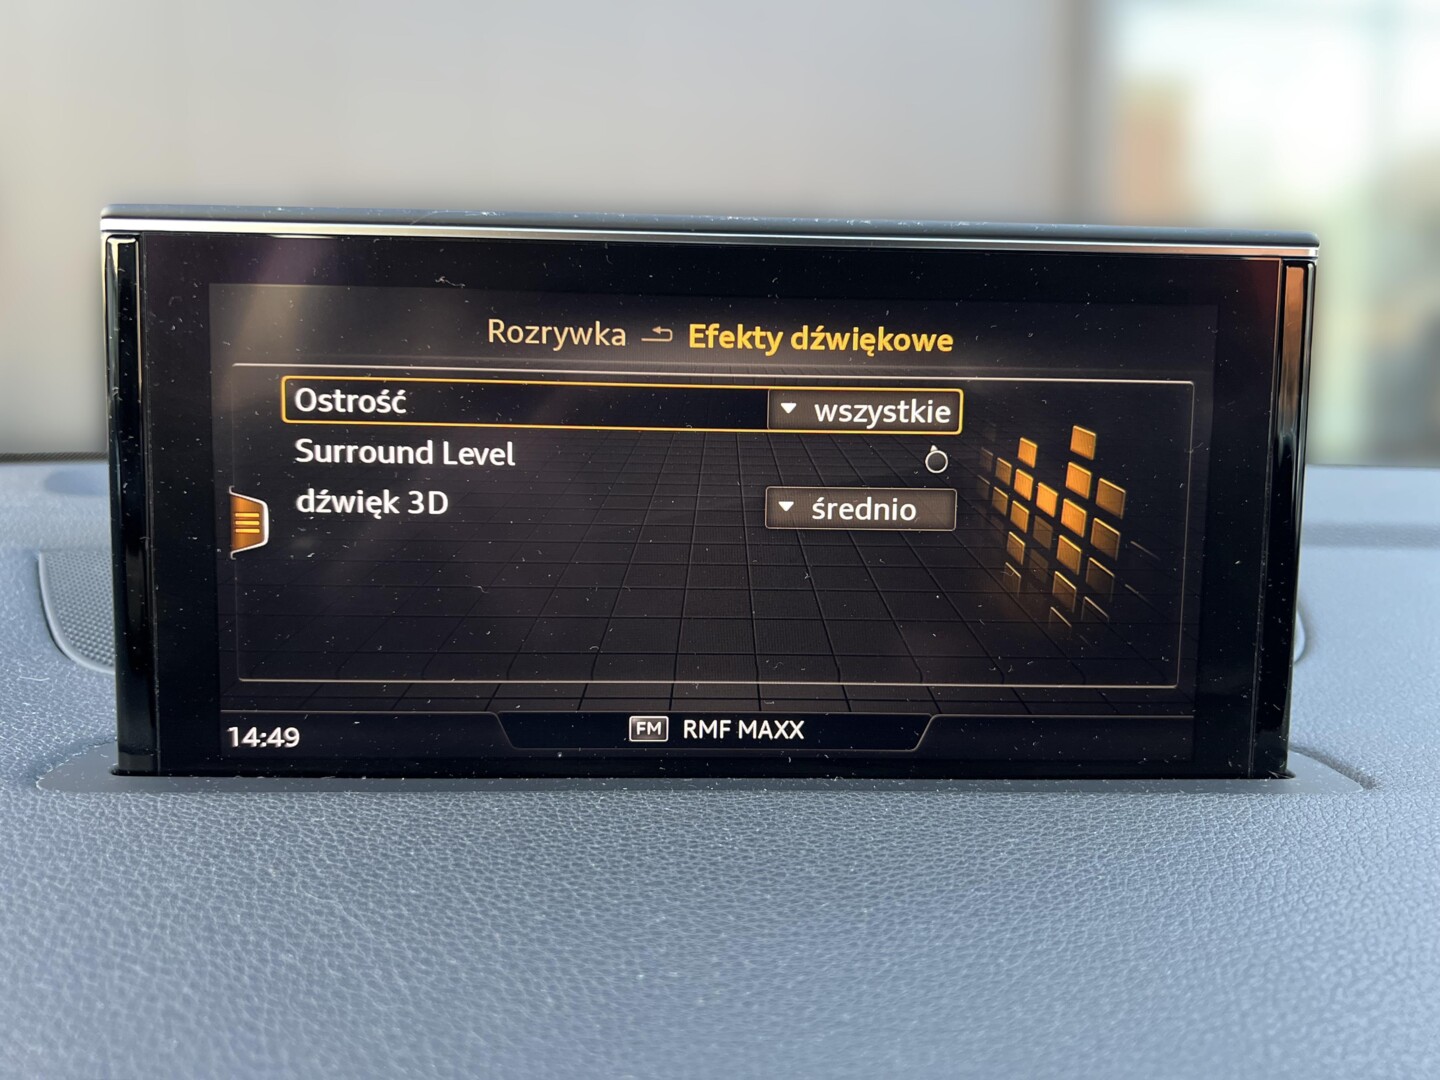 Rozrywka Efekty dźwiękowe
Ostrość wszystkie
Surround Level
dźwięk 3D średnio
14:49 FM RMF MAXX